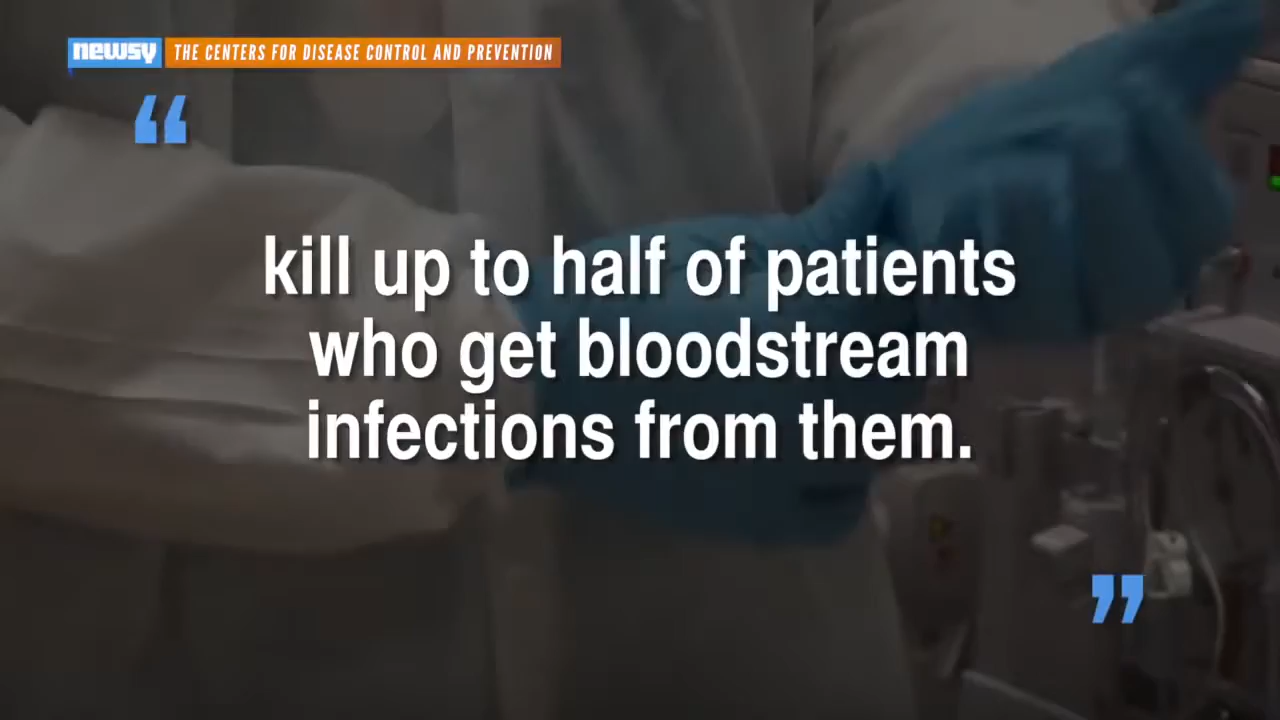 newsy THE CENTERS FOR DISEASE CONTROL AND PREVENTION
“
kill up to half of patients
who get bloodstream
infections from them.
”